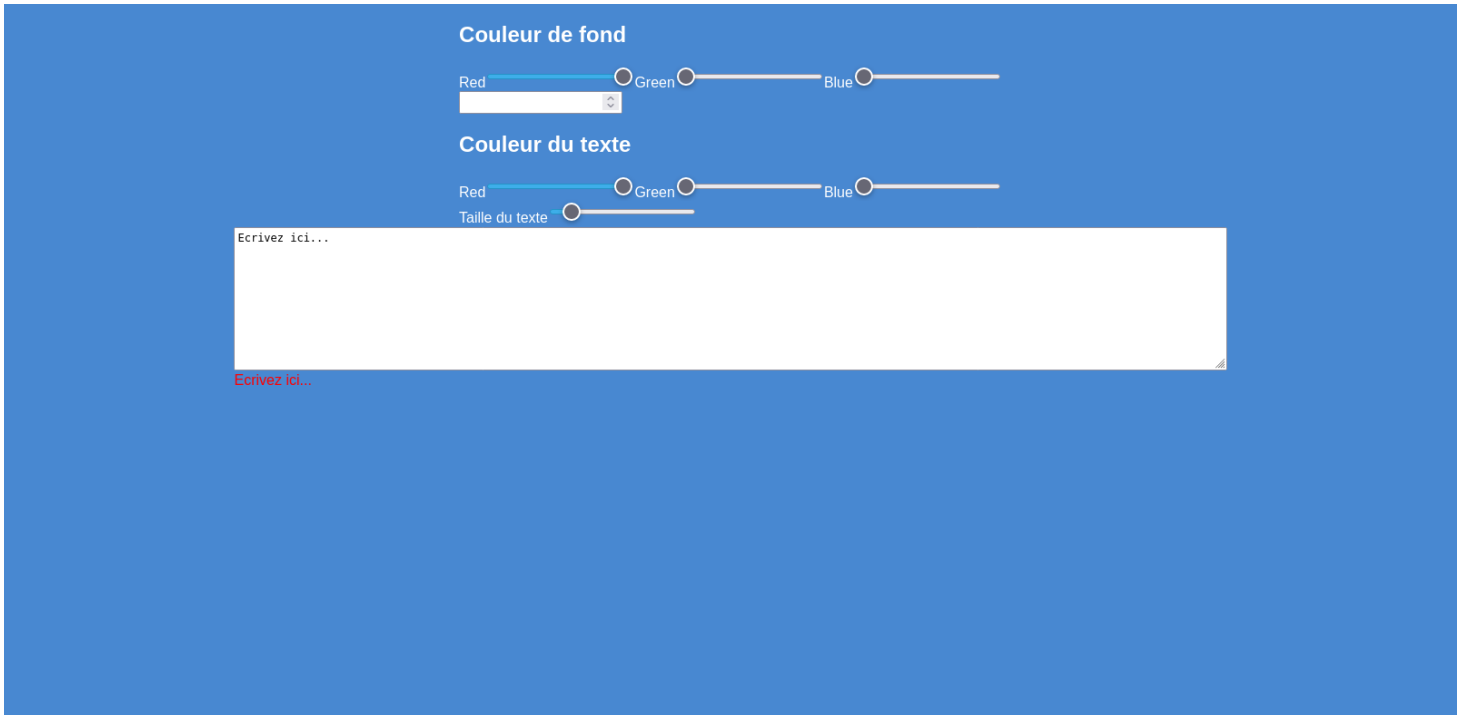 Couleur de fond
Red Green Blue
Couleur du texte
Red Green Blue
Taille du texte
Ecrivez ici...
Ecrivez ici...